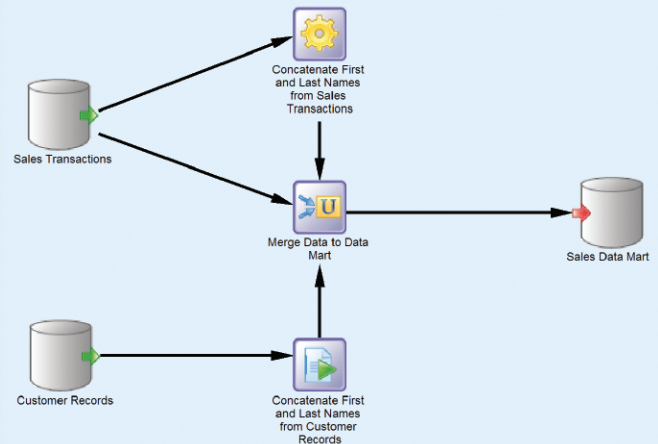 Concatenate First
and Last Names
from Sales
Transactions
Sales Transactions
U
Merge Data to Data
Mart
Sales Data Mart
Customer Records
Concatenate First
and Last Names
from Customer
Records